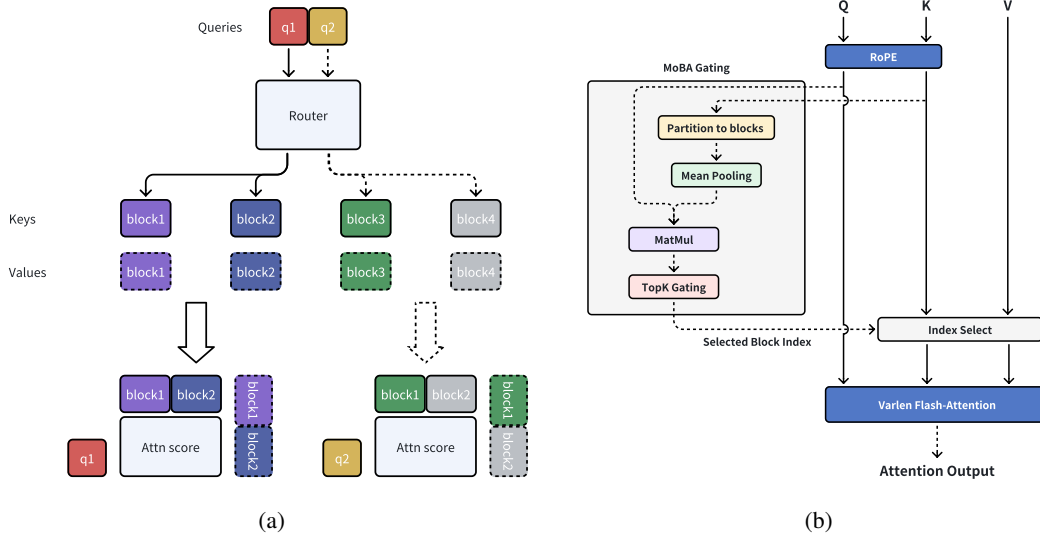 Queries q1 q2
Router
Keys block1 block2 block3 block4
Values block1 block2 block3 block4
block1 block2 block1 block2
Attn score
q1
block1 block2 block1 block2
Attn score
q2
(a)
Q K V
RoPE
MoBA Gating
Partition to blocks
Mean Pooling
MatMul
TopK Gating
Selected Block Index
Index Select
Varlen Flash-Attention
Attention Output
(b)